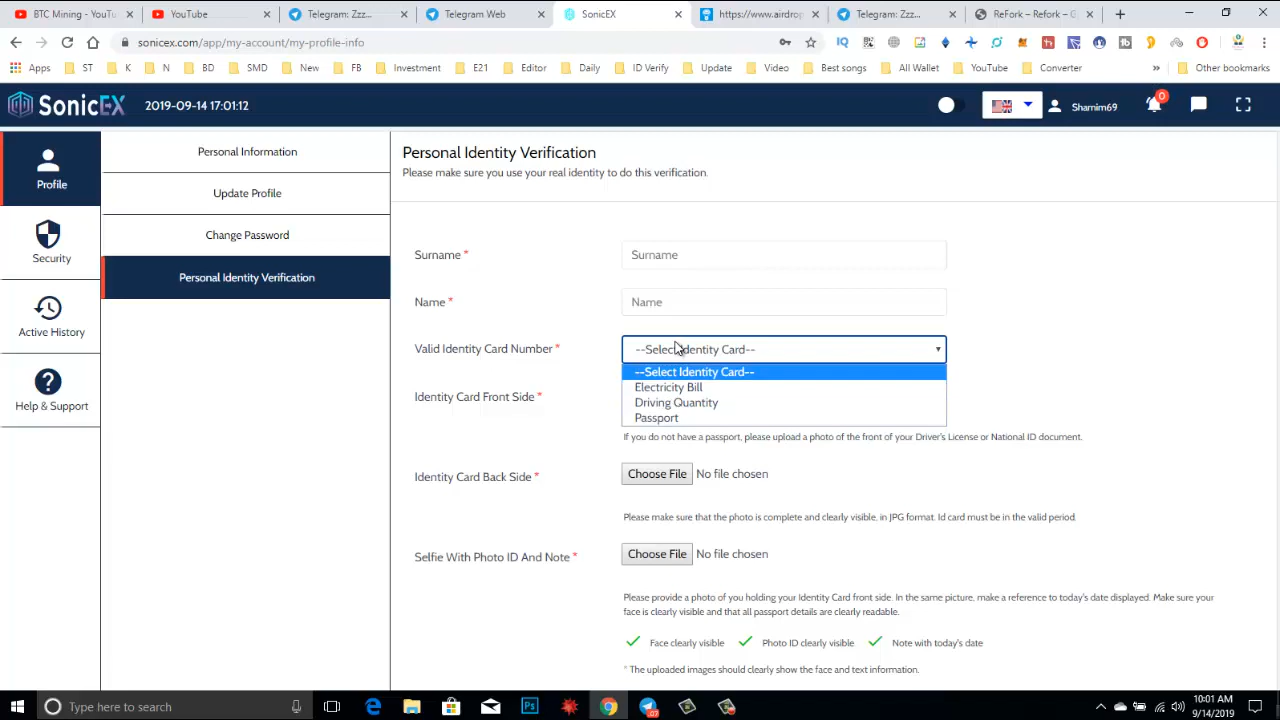 BTC Mining - YouTube
YouTube
Telegram: Zzz...
Telegram Web
SonicEX
https://www.airdrop
Telegram: Zzz...
ReFork – ReFork – G
sonicex.com/app/my-account/my-profile-info
Apps ST K N BD SMD New FB Investment E21 Editor Daily ID Verify Update Video Best songs All Wallet YouTube Converter » Other bookmarks
SonicEX 2019-09-14 17:01:12 Shamim69 0
Profile
Security
Active History
Help & Support
Personal Information
Update Profile
Change Password
Personal Identity Verification
Personal Identity Verification
Please make sure you use your real identity to do this verification.
Surname * Surname
Name * Name
Valid Identity Card Number * --Select Identity Card--
--Select Identity Card--
Electricity Bill
Driving Quantity
Passport
Identity Card Front Side *
If you do not have a passport, please upload a photo of the front of your Driver's License or National ID document.
Identity Card Back Side * Choose File No file chosen
Please make sure that the photo is complete and clearly visible, in JPG format. Id card must be in the valid period.
Selfie With Photo ID And Note * Choose File No file chosen
Please provide a photo of you holding your Identity Card front side. In the same picture, make a reference to today's date displayed. Make sure your
face is clearly visible and that all passport details are clearly readable.
Face clearly visible Photo ID clearly visible Note with today's date
* The uploaded images should clearly show the face and text information.
Type here to search
10:01 AM
9/14/2019